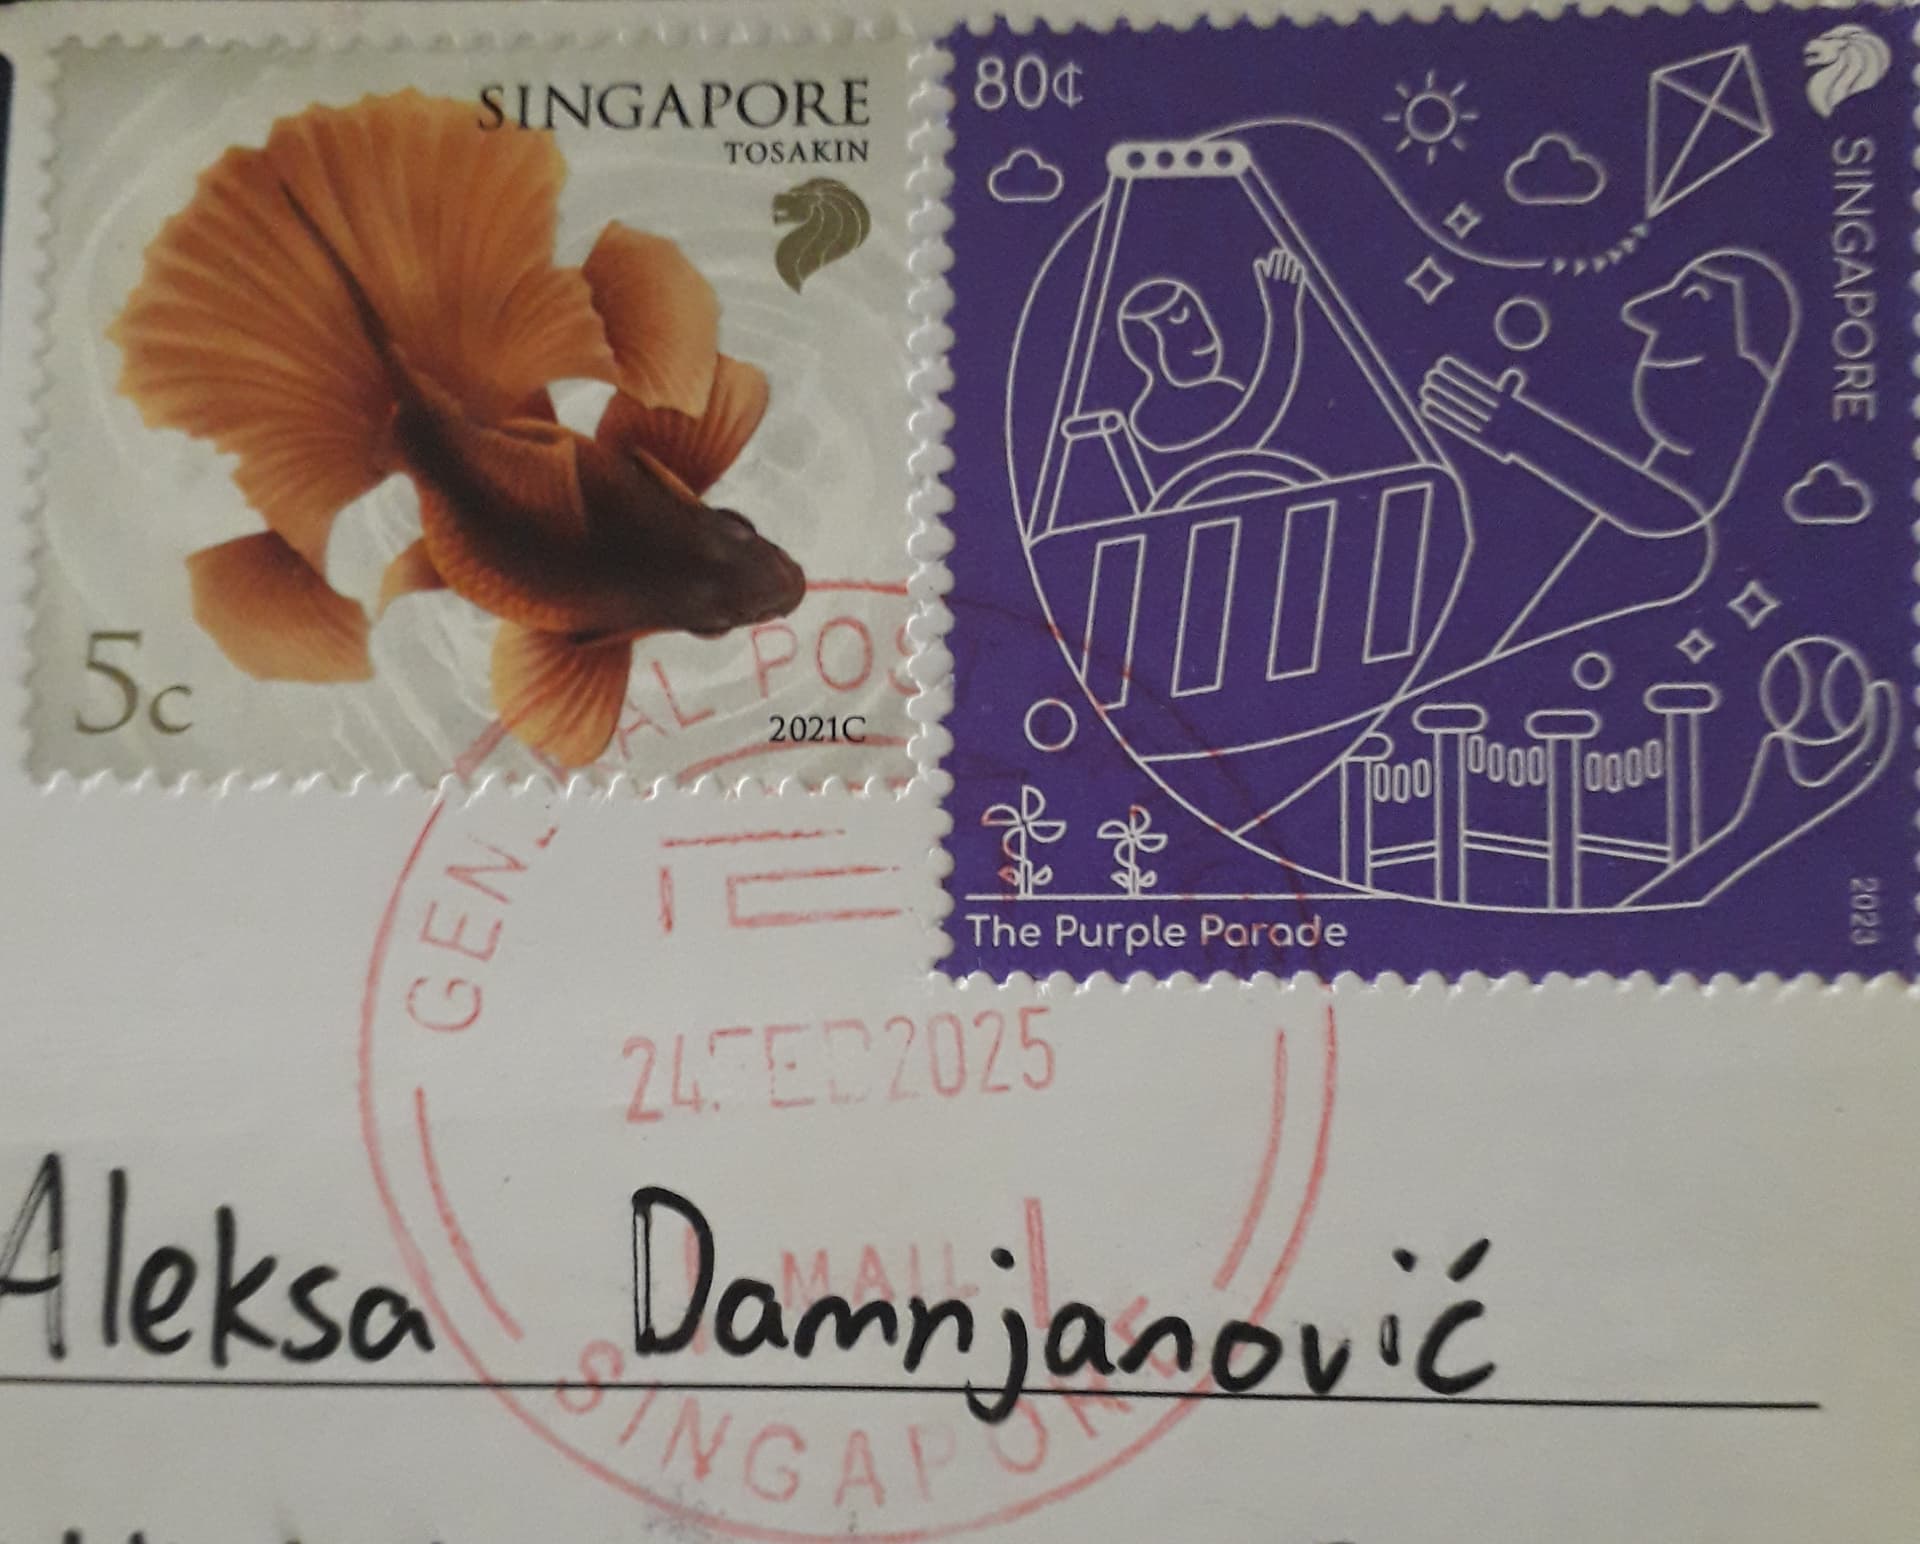 SINGAPORE
TOSAKIN
5c
2021C
80¢
SINGAPORE
The Purple Parade
2023
GENERAL POST
24 FEB 2025
MAIL
SINGAPORE
Aleksa Damnjanović